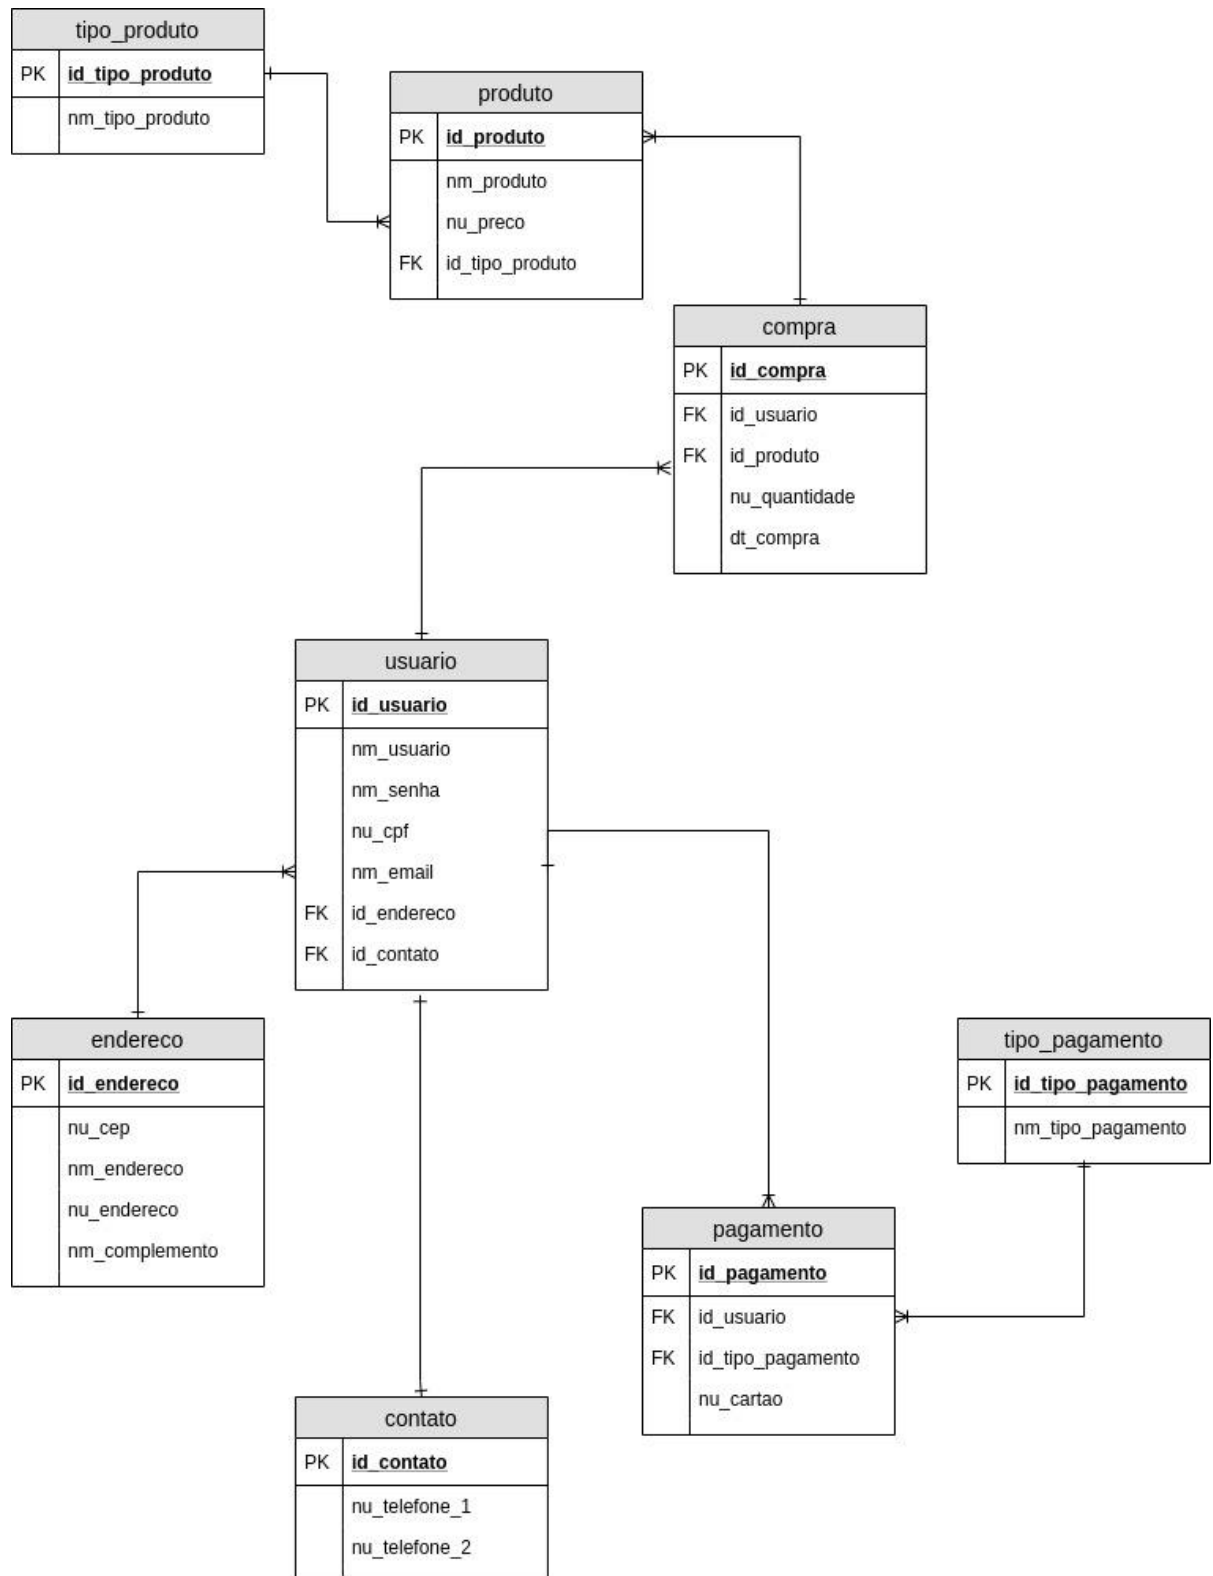 tipo_produto
PK id_tipo_produto
nm_tipo_produto
produto
PK id_produto
nm_produto
nu_preco
FK id_tipo_produto
compra
PK id_compra
FK id_usuario
FK id_produto
nu_quantidade
dt_compra
usuario
PK id_usuario
nm_usuario
nm_senha
nu_cpf
nm_email
FK id_endereco
FK id_contato
endereco
PK id_endereco
nu_cep
nm_endereco
nu_endereco
nm_complemento
tipo_pagamento
PK id_tipo_pagamento
nm_tipo_pagamento
pagamento
PK id_pagamento
FK id_usuario
FK id_tipo_pagamento
nu_cartao
contato
PK id_contato
nu_telefone_1
nu_telefone_2